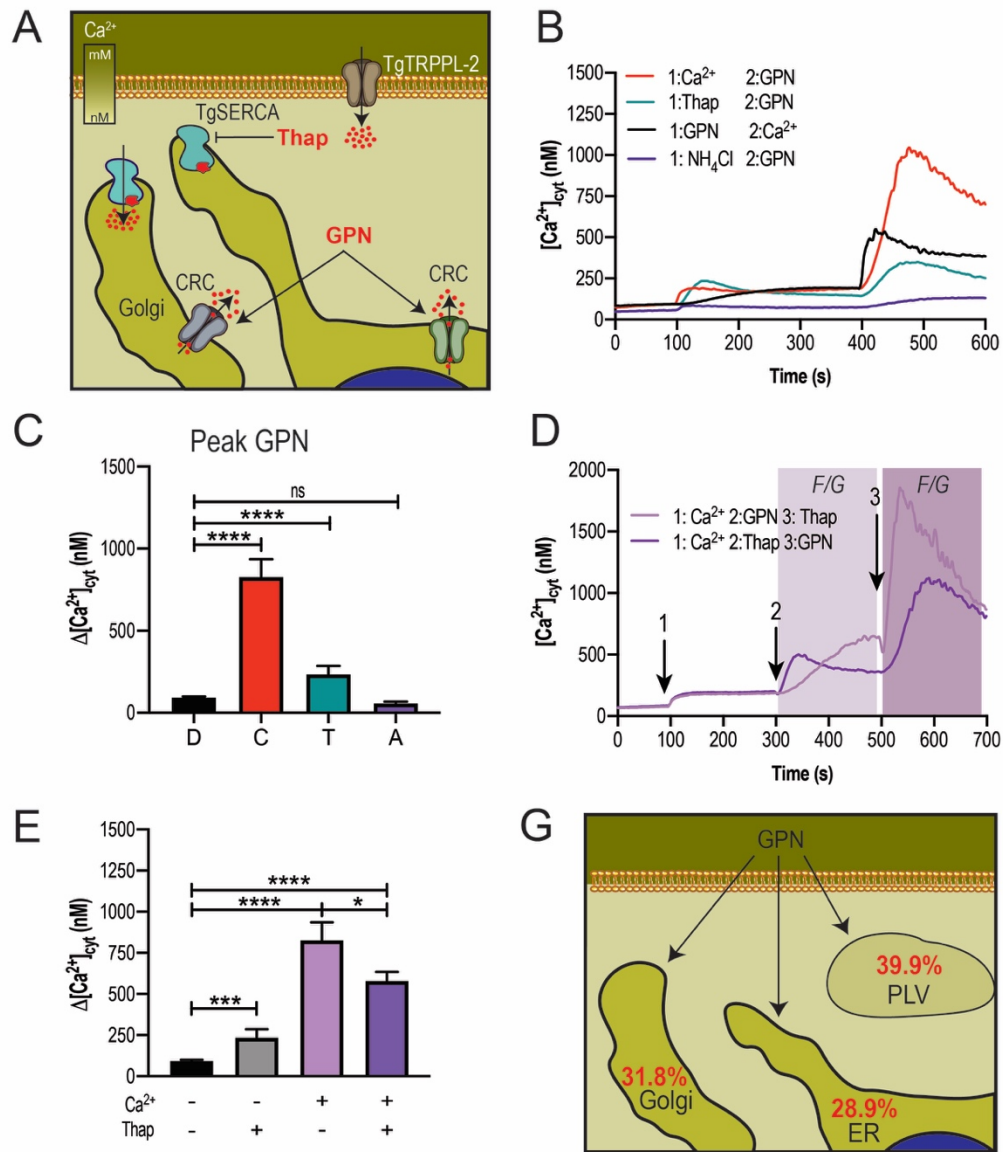 A
Ca²⁺
mM
nM
TgTRPPL-2
TgSERCA
Thap
GPN
CRC
CRC
Golgi
B
1:Ca²⁺ 2:GPN
1:Thap 2:GPN
1:GPN 2:Ca²⁺
1: NH₄Cl 2:GPN
[Ca²⁺]cyt (nM)
1500
1250
1000
750
500
250
0
0 100 200 300 400 500 600
Time (s)
C
Peak GPN
Δ[Ca²⁺]cyt (nM)
1500
1000
500
0
ns
****
****
D C T A
D
[Ca²⁺]cyt (nM)
2000
1500
1000
500
0
F/G
F/G
1: Ca²⁺ 2:GPN 3: Thap
1: Ca²⁺ 2:Thap 3:GPN
1
2
3
0 100 200 300 400 500 600 700
Time (s)
E
Δ[Ca²⁺]cyt (nM)
1500
1250
1000
750
500
250
0
****
**** *
***
Ca²⁺ - - + +
Thap - + - +
G
GPN
39.9%
PLV
31.8%
Golgi
28.9%
ER